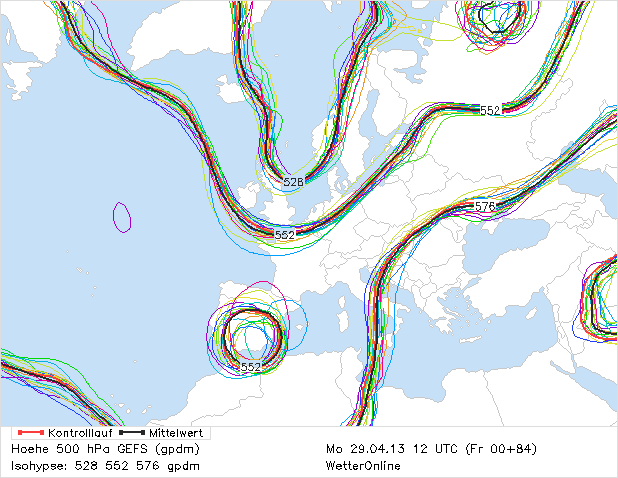 528
552
552
576
552
Kontrolllauf Mittelwert
Hoehe 500 hPa GEFS (gpdm) Mo 29.04.13 12 UTC (Fr 00+84)
Isohypse: 528 552 576 gpdm WetterOnline